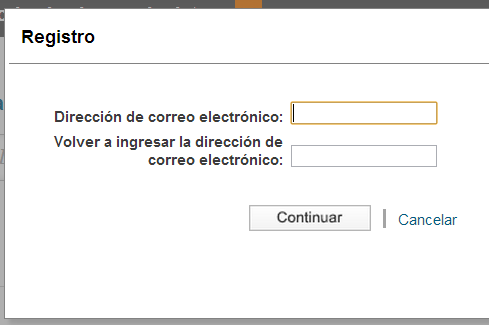 Registro
Dirección de correo electrónico:
Volver a ingresar la dirección de
correo electrónico:
Continuar
Cancelar